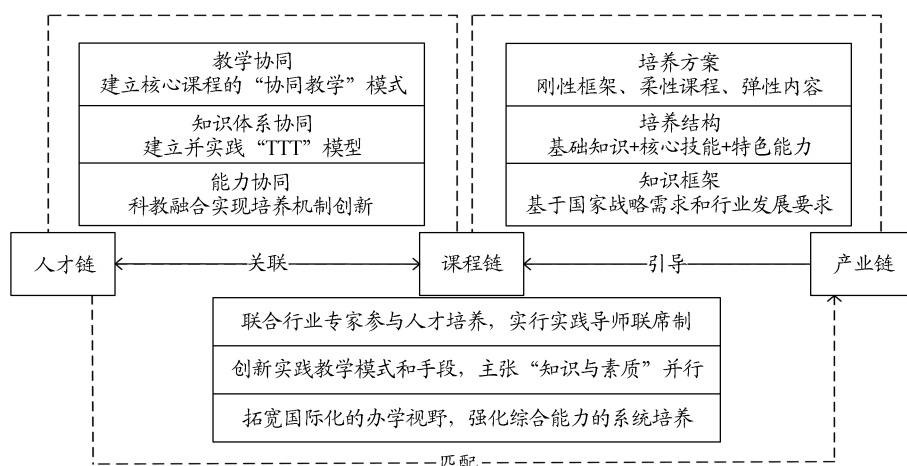 教学协同
建立核心课程的“协同教学”模式
知识体系协同
建立并实践“TTT”模型
能力协同
科教融合实现培养机制创新
培养方案
刚性框架、柔性课程、弹性内容
培养结构
基础知识+核心技能+特色能力
知识框架
基于国家战略需求和行业发展要求
人才链
关联
课程链
引导
产业链
联合行业专家参与人才培养，实行实践导师联席制
创新实践教学模式和手段，主张“知识与素质”并行
拓宽国际化的办学视野，强化综合能力的系统培养
匹配